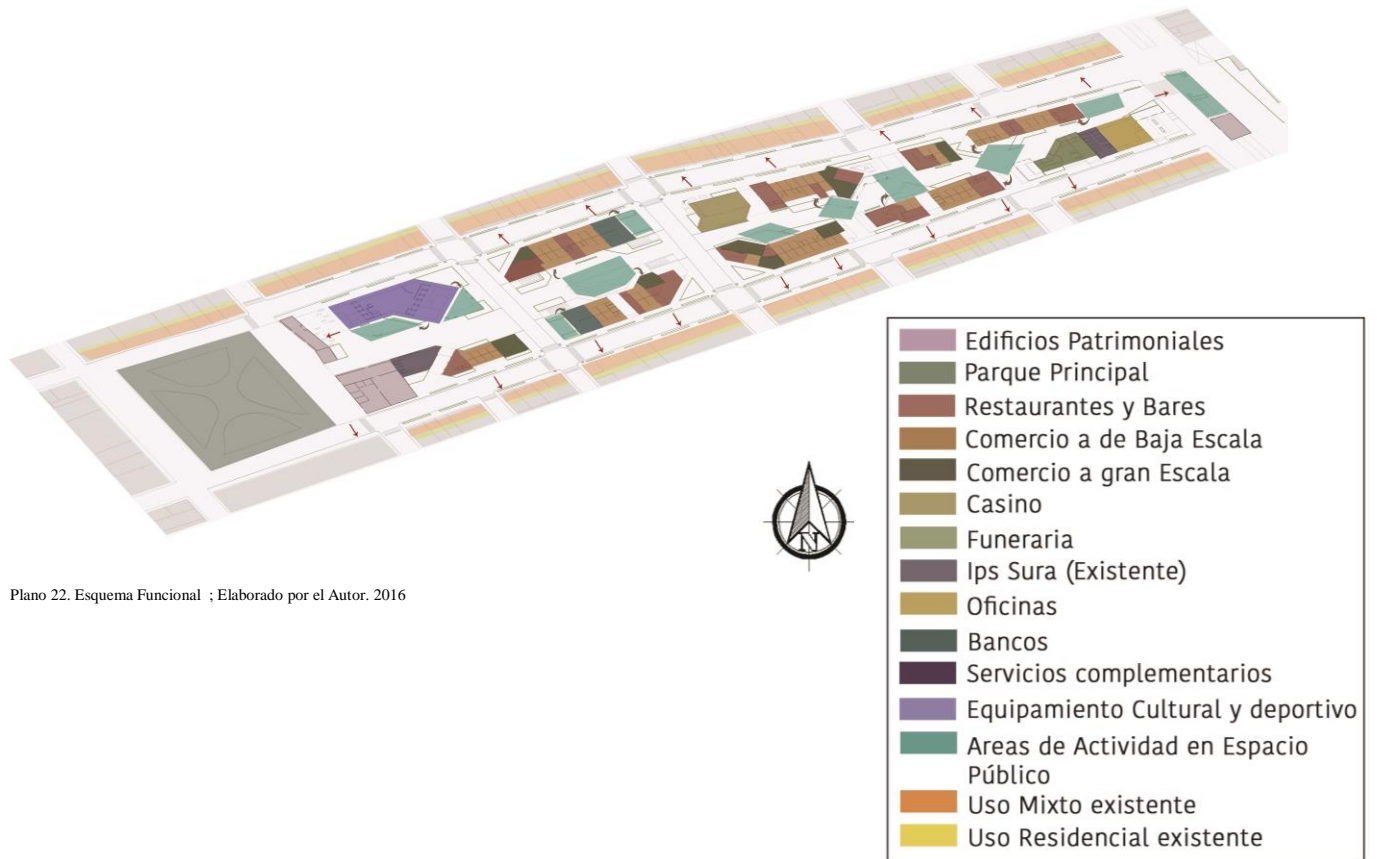 Edificios Patrimoniales
Parque Principal
Restaurantes y Bares
Comercio a de Baja Escala
Comercio a gran Escala
Casino
Funeraria
Ips Sura (Existente)
Oficinas
Bancos
Servicios complementarios
Equipamiento Cultural y deportivo
Areas de Actividad en Espacio
Público
Uso Mixto existente
Uso Residencial existente
N
Plano 22. Esquema Funcional ; Elaborado por el Autor. 2016